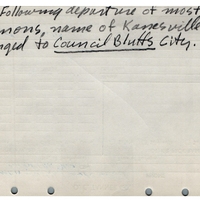 Following departure of most
mons, name of Kanesville
nged to Council Bluffs City.